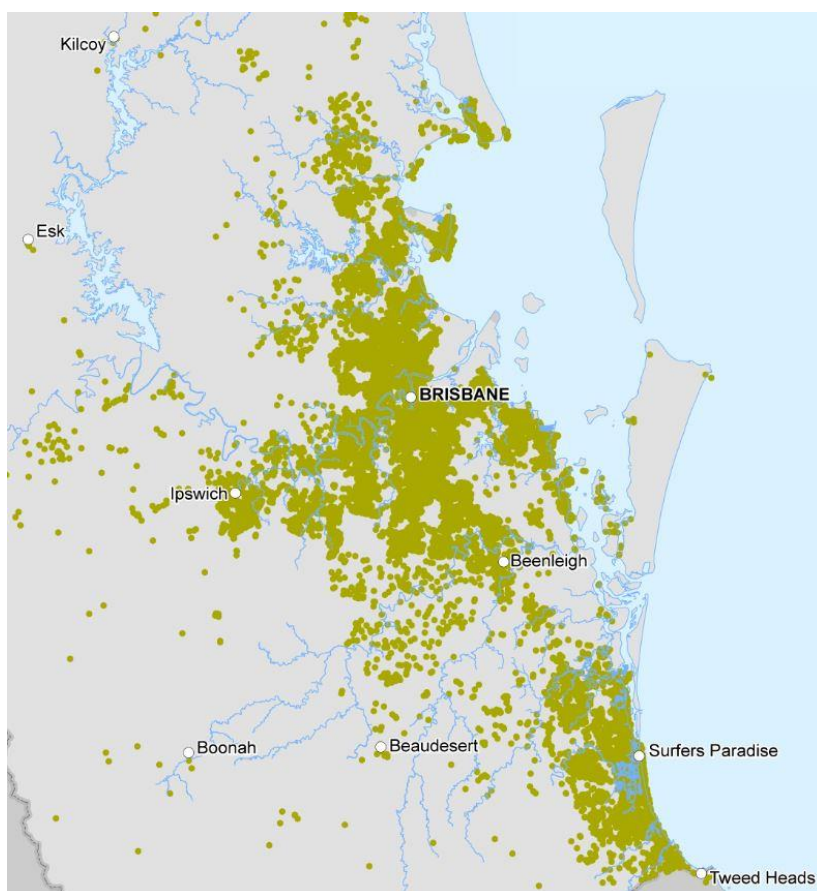 Kilcoy
Esk
BRISBANE
Ipswich
Beenleigh
Boonah
Beaudesert
Surfers Paradise
Tweed Heads